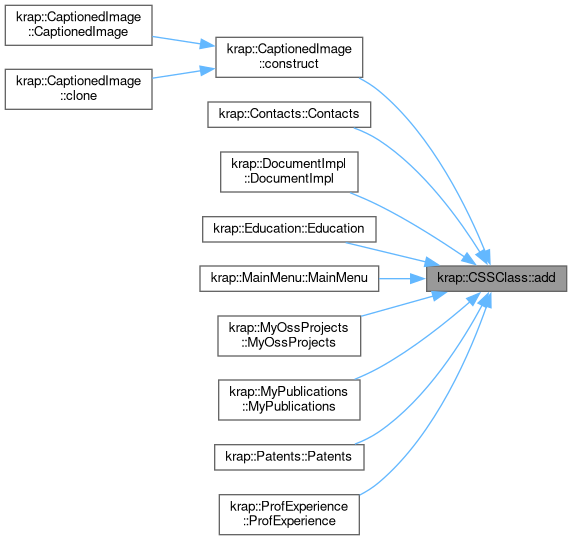 krap::CaptionedImage
::CaptionedImage
krap::CaptionedImage
::clone
krap::CaptionedImage
::construct
krap::Contacts::Contacts
krap::DocumentImpl
::DocumentImpl
krap::Education::Education
krap::MainMenu::MainMenu
krap::MyOssProjects
::MyOssProjects
krap::MyPublications
::MyPublications
krap::Patents::Patents
krap::ProfExperience
::ProfExperience
krap::CSSClass::add